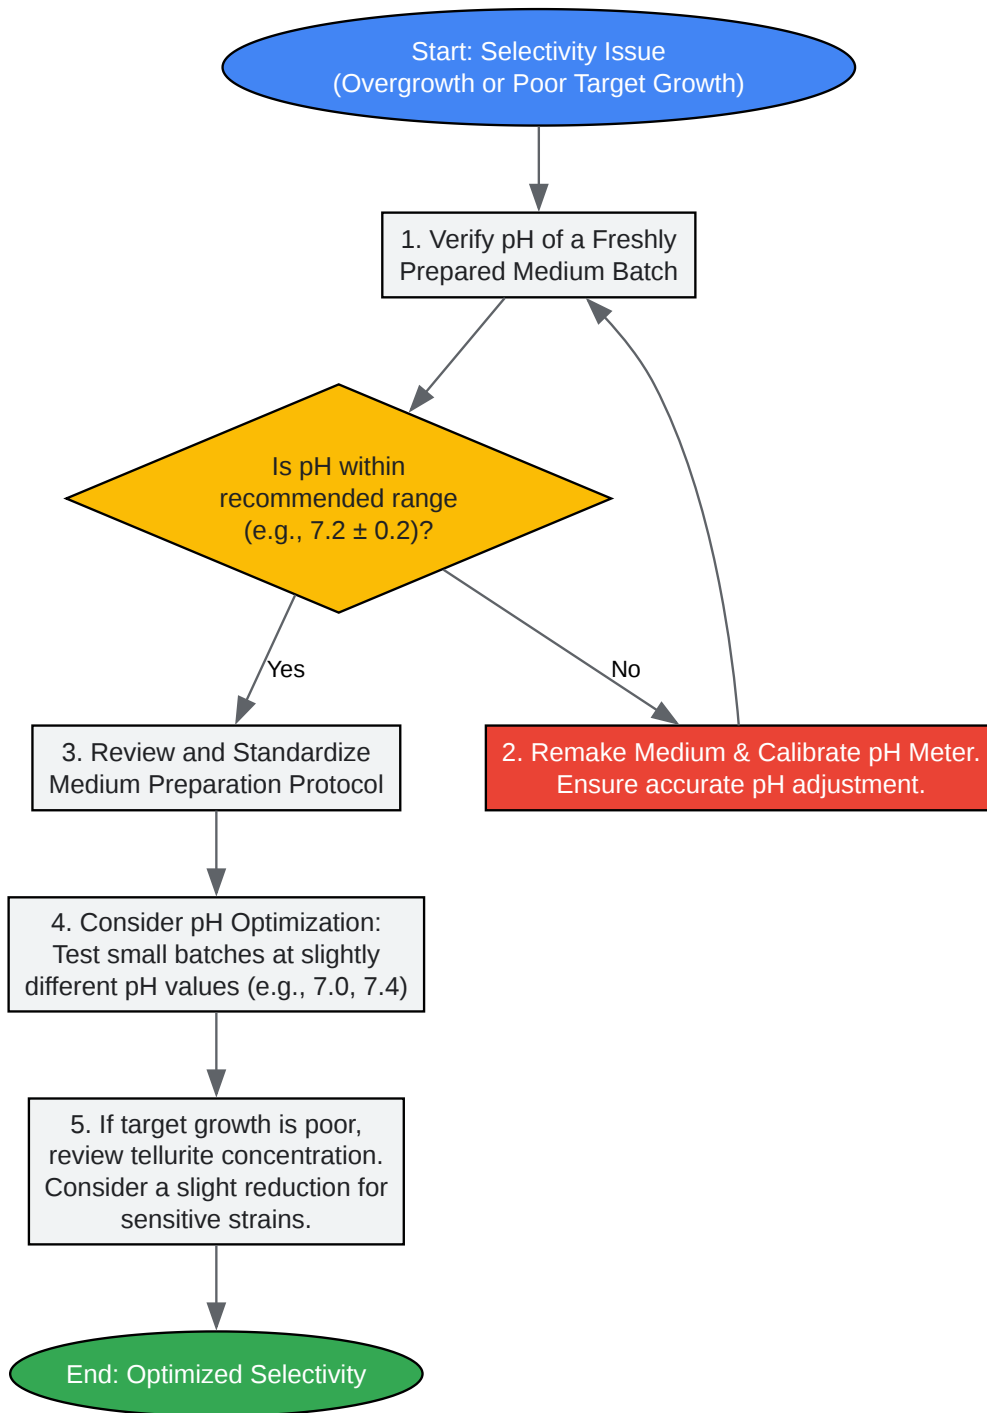 Start: Selectivity Issue
(Overgrowth or Poor Target Growth)
1. Verify pH of a Freshly
Prepared Medium Batch
Is pH within
recommended range
(e.g., 7.2 ± 0.2)?
Yes
No
3. Review and Standardize
Medium Preparation Protocol
2. Remake Medium & Calibrate pH Meter.
Ensure accurate pH adjustment.
4. Consider pH Optimization:
Test small batches at slightly
different pH values (e.g., 7.0, 7.4)
5. If target growth is poor,
review tellurite concentration.
Consider a slight reduction for
sensitive strains.
End: Optimized Selectivity